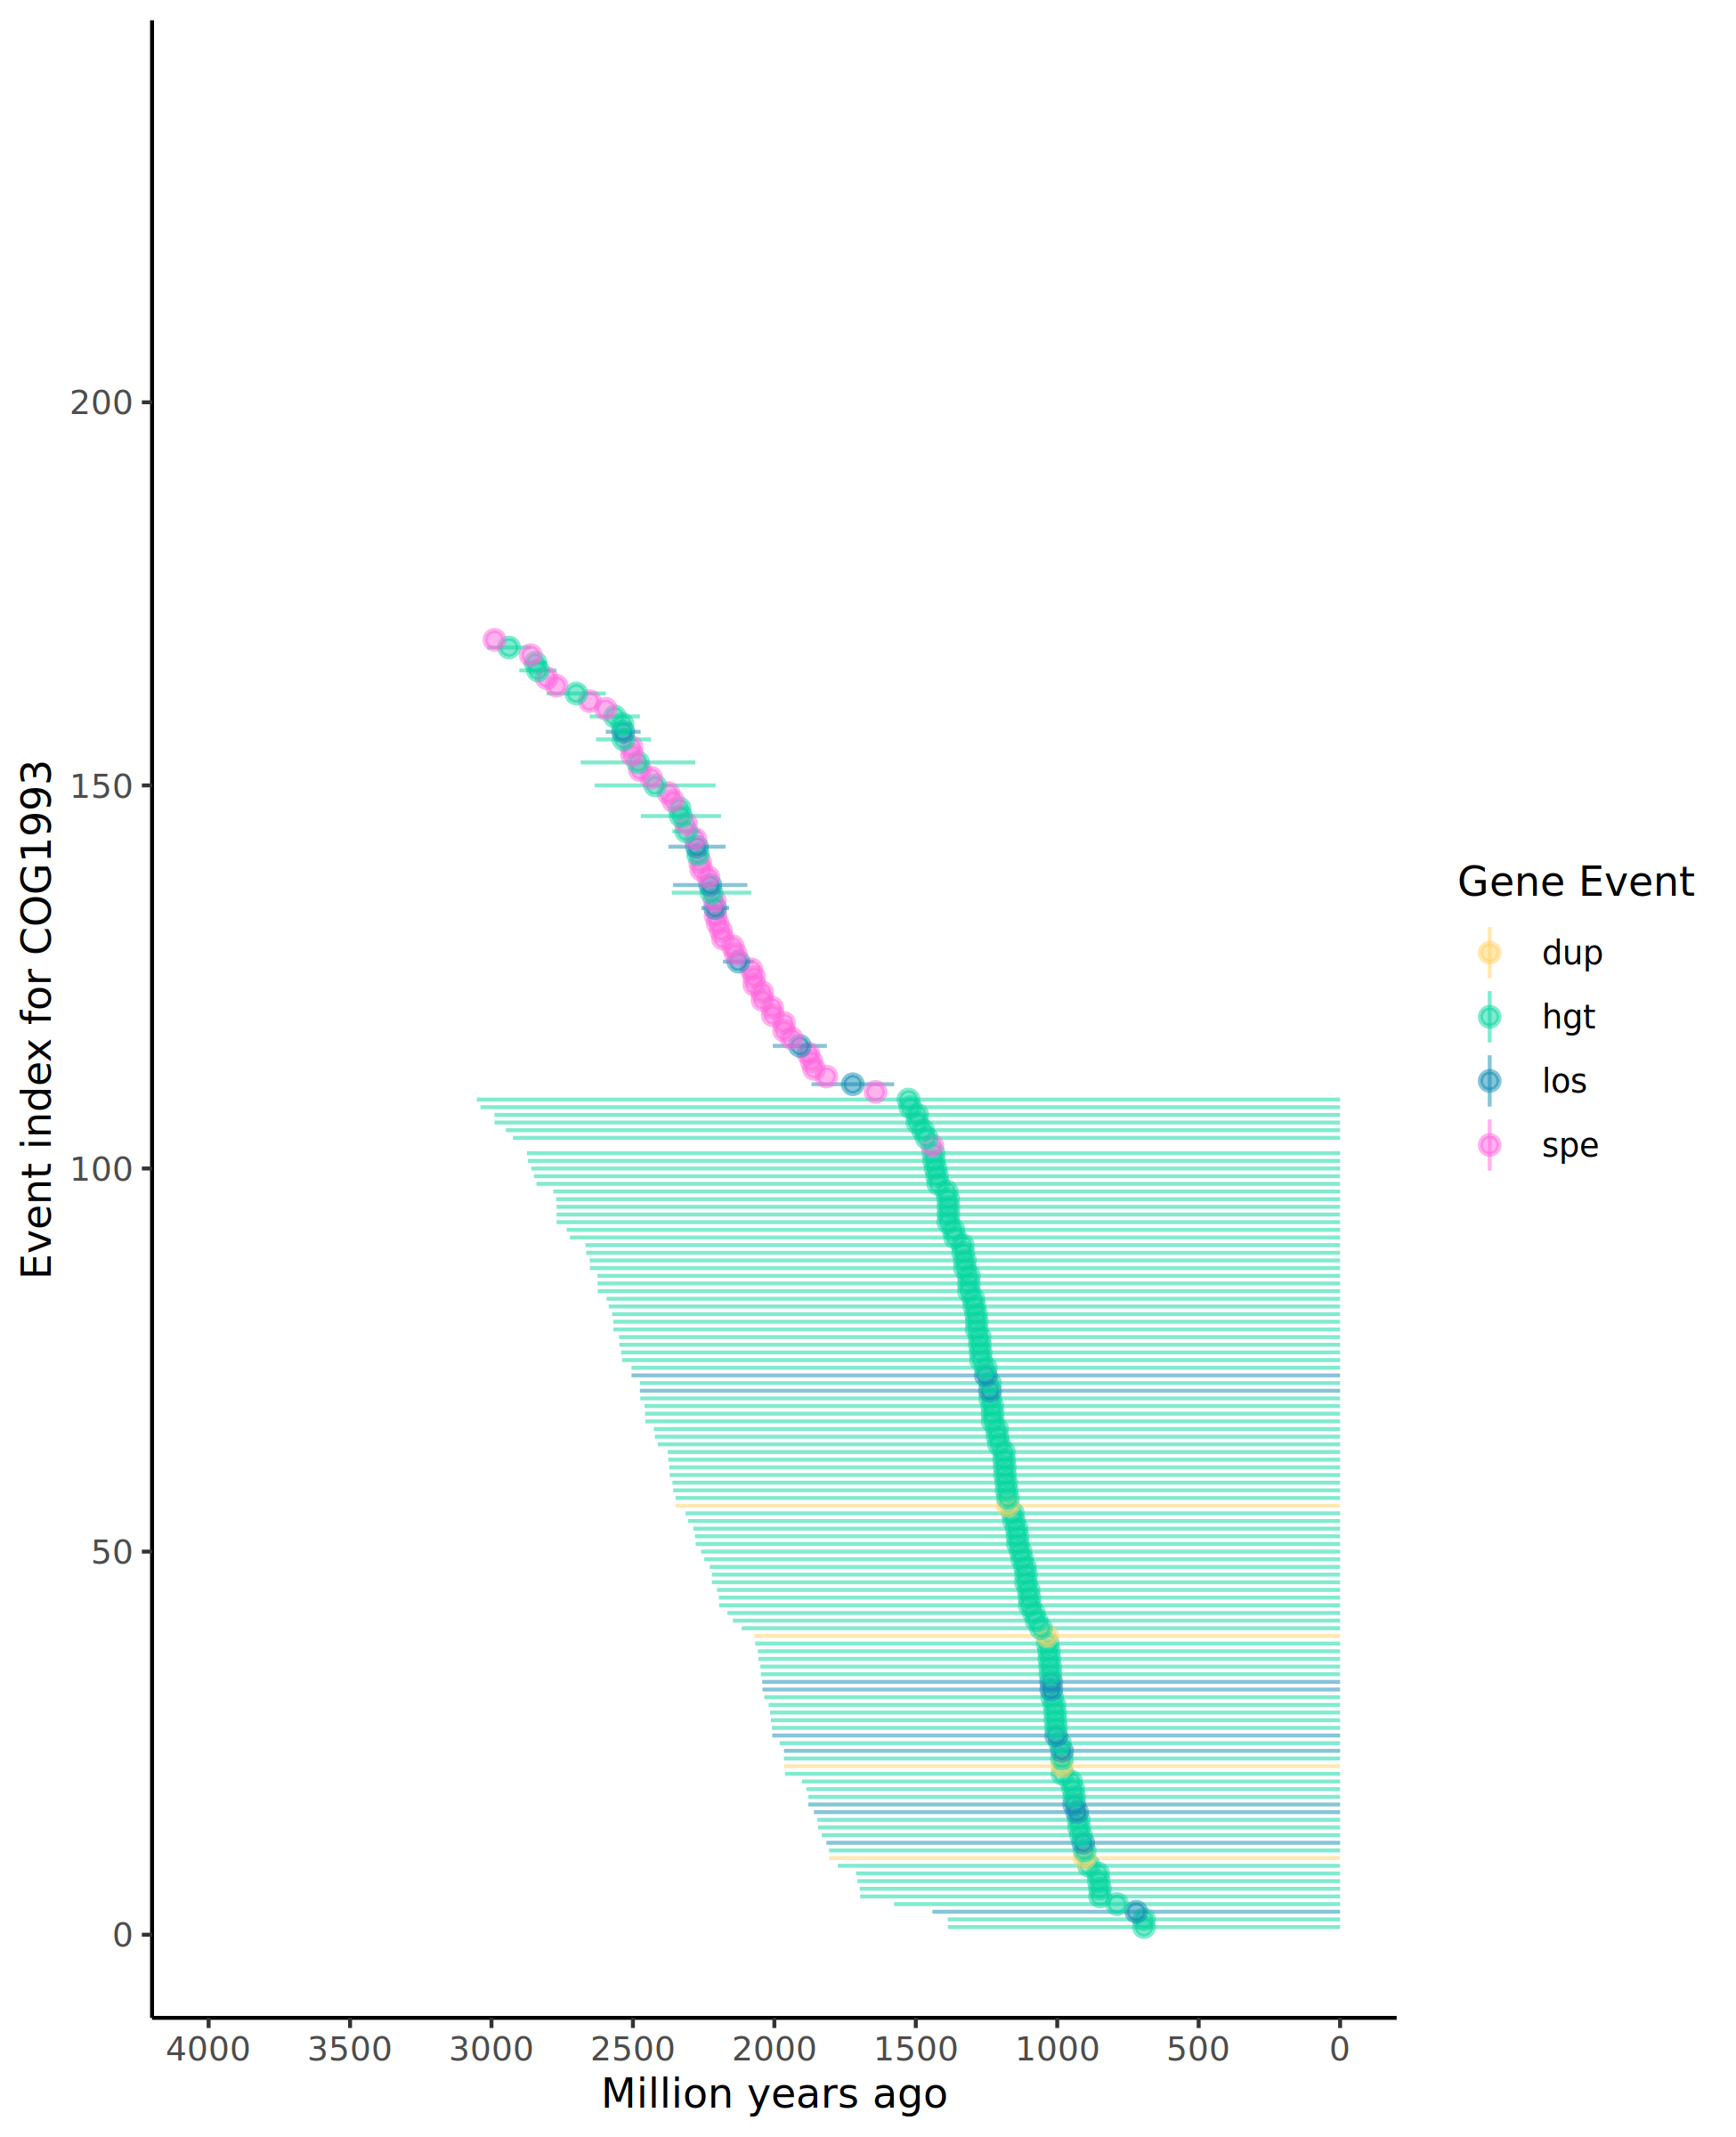 200
150
100
50
0
Event index for COG1993
4000 3500 3000 2500 2000 1500 1000 500 0
Million years ago
Gene Event
dup
hgt
los
spe